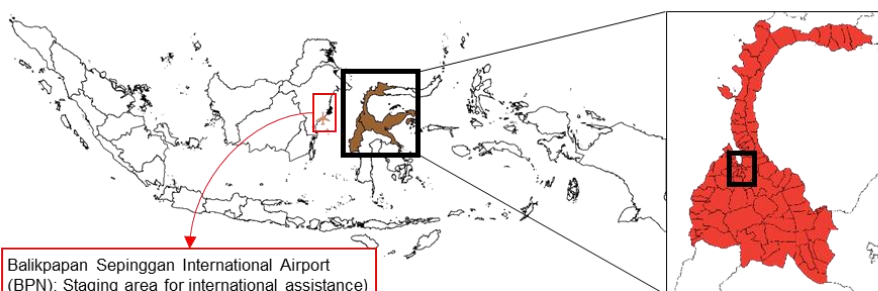 Balikpapan Sepinggan International Airport
(BPN): Staging area for international assistance)